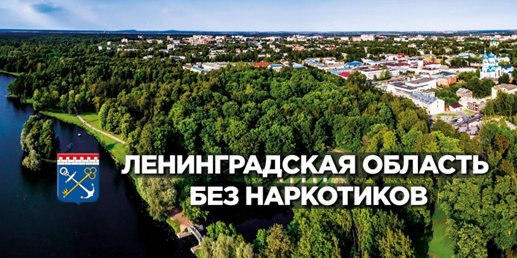 ЛЕНИНГРАДСКАЯ ОБЛАСТЬ
БЕЗ НАРКОТИКОВ